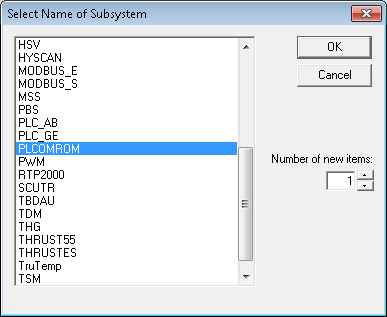 Select Name of Subsystem
HSV
HYSCAN
MODBUS_E
MODBUS_S
MSS
PBS
PLC_AB
PLC_GE
PLCOMROM
PWM
RTP2000
SCUTR
TBDAU
TDM
THG
THRUST55
THRUSTES
TruTemp
TSM
OK
Cancel
Number of new items:
1